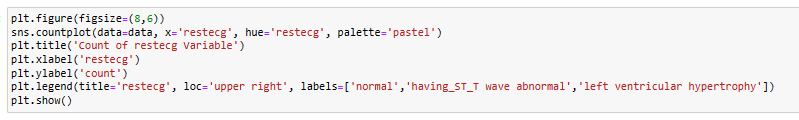 plt.figure(figsize=(8,6))
sns.countplot(data=data, x='restecg', hue='restecg', palette='pastel')
plt.title('Count of restecg Variable')
plt.xlabel('restecg')
plt.ylabel('count')
plt.legend(title='restecg', loc='upper right', labels=['normal','having_ST_T wave abnormal','left ventricular hypertrophy'])
plt.show()